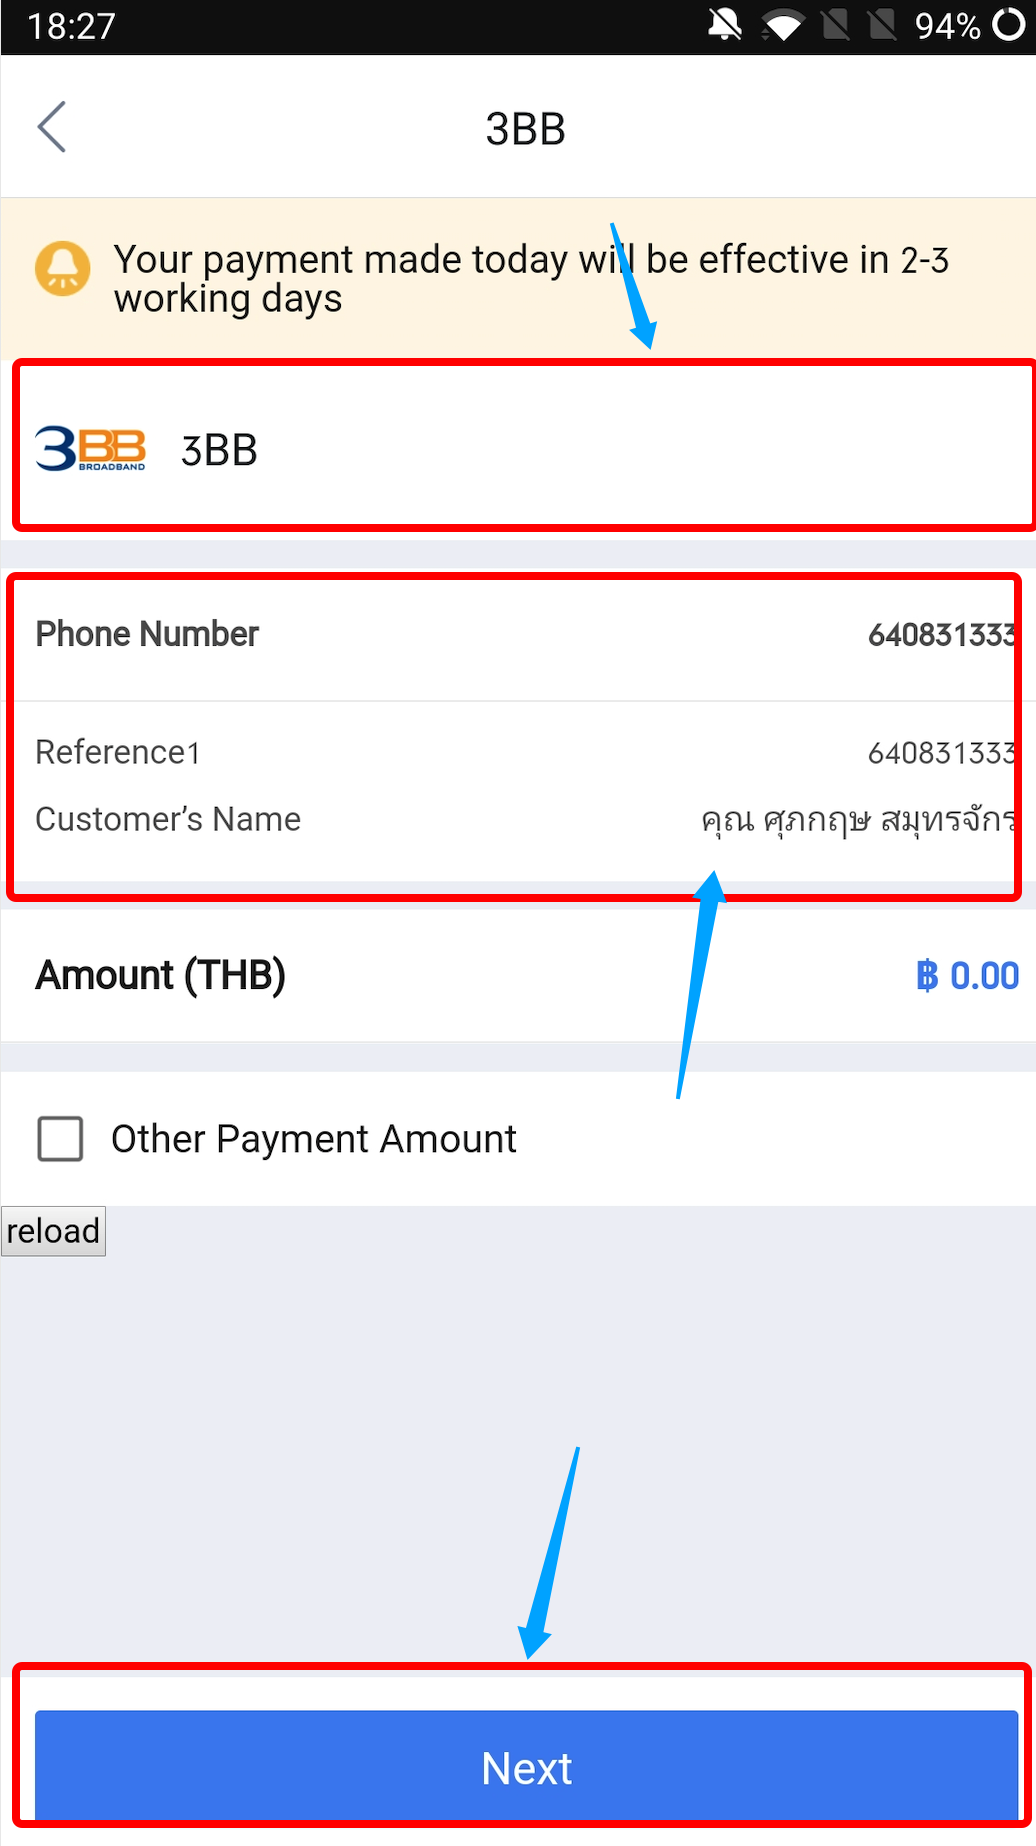 18:27
94%
3BB
Your payment made today will be effective in 2-3
working days
3BB BROADBAND
3BB
Phone Number 640831333
Reference1 640831333
Customer's Name คุณ ศุภกฤษ สมุทรจักร
Amount (THB) ฿ 0.00
Other Payment Amount
reload
Next